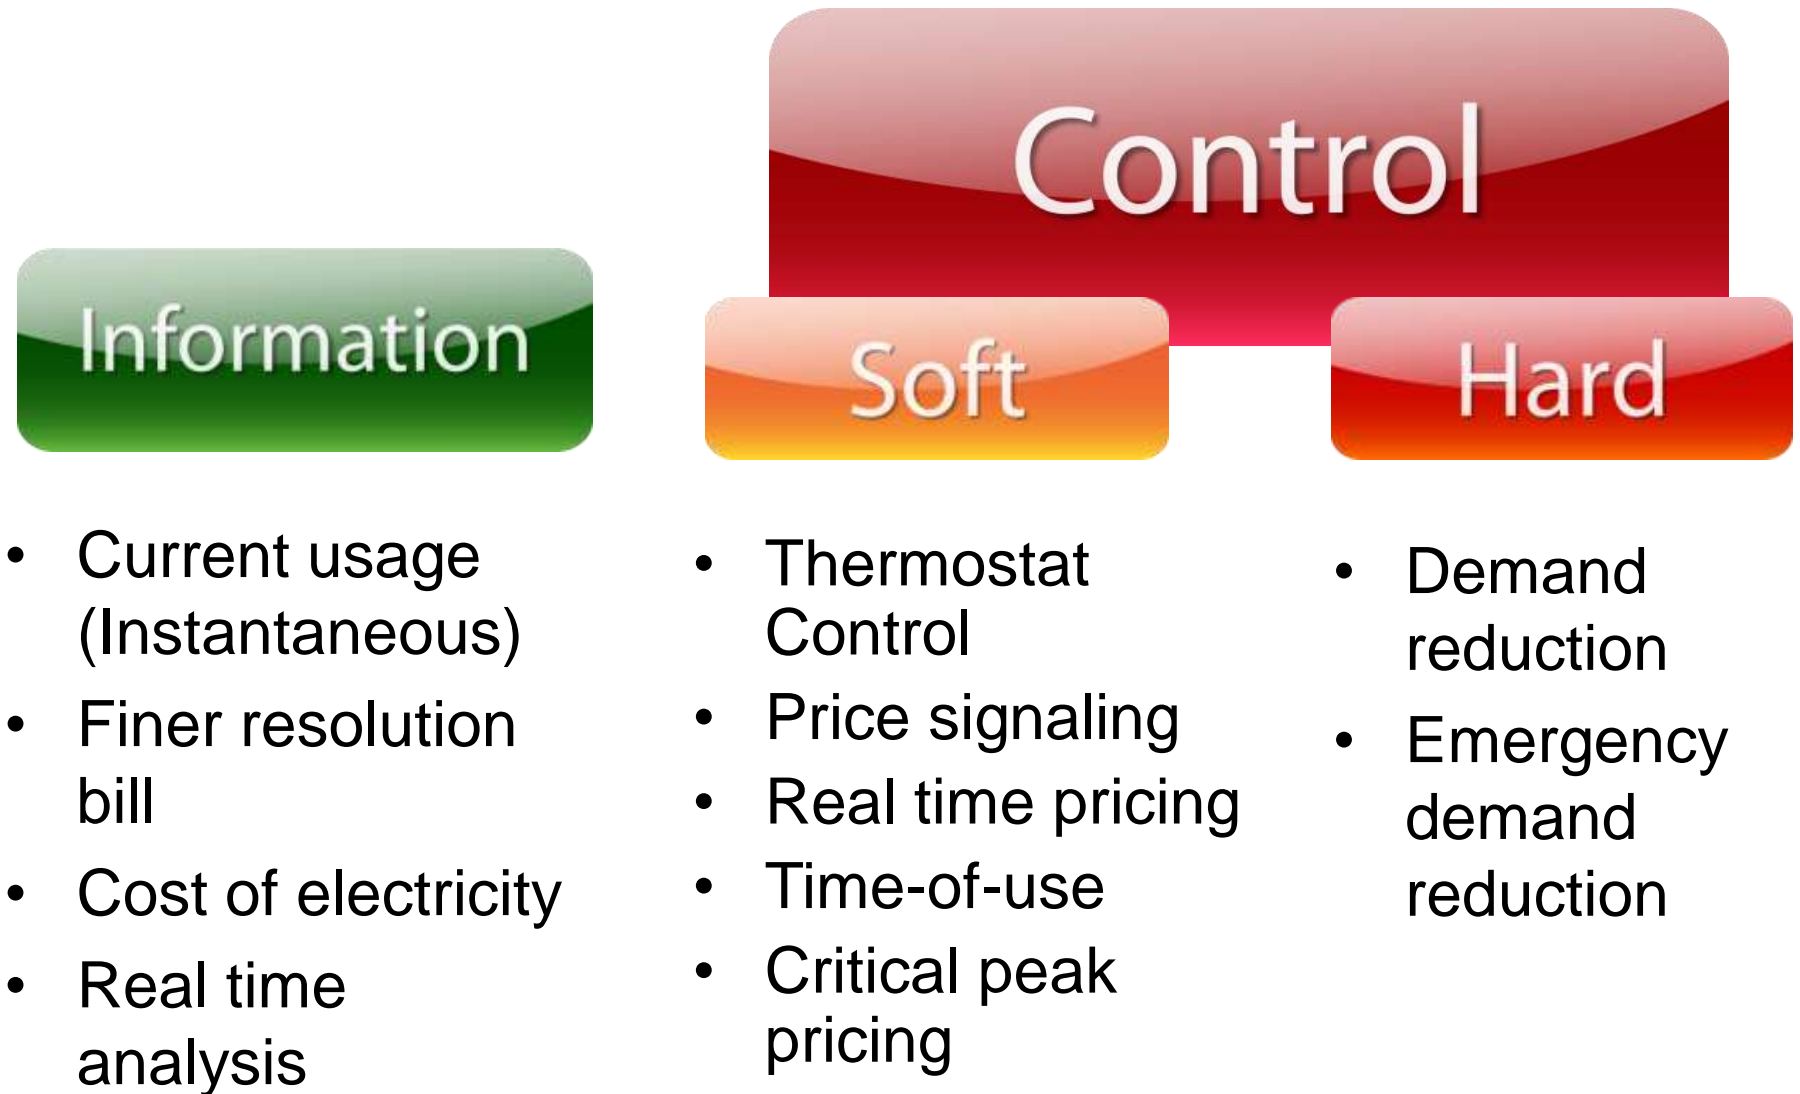 Control
Information
Soft
Hard
• Current usage
(Instantaneous)
• Finer resolution
bill
• Cost of electricity
• Real time
analysis
• Thermostat
Control
• Price signaling
• Real time pricing
• Time-of-use
• Critical peak
pricing
• Demand
reduction
• Emergency
demand
reduction